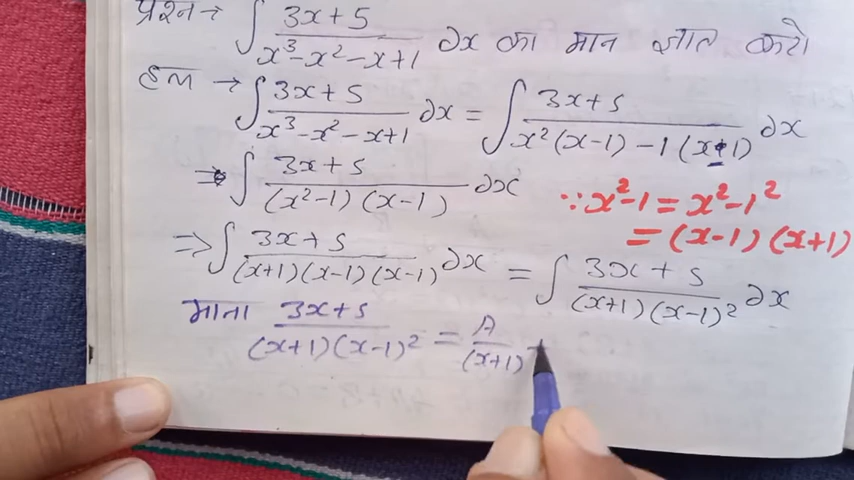 प्रश्न→ ∫ (3x+5)/(x³-x²-x+1) ∂x का मान ज्ञात करो
हल → ∫ (3x+5)/(x³-x²-x+1) ∂x = ∫ (3x+5)/(x²(x-1)-1(x-1)) ∂x
⇒ ∫ (3x+5)/((x²-1)(x-1)) ∂x
∵ x²-1 = x²-1²
= (x-1)(x+1)
⇒ ∫ (3x+5)/((x+1)(x-1)(x-1)) ∂x = ∫ (3x+5)/((x+1)(x-1)²) ∂x
माना (3x+5)/((x+1)(x-1)²) = A/(x+1)